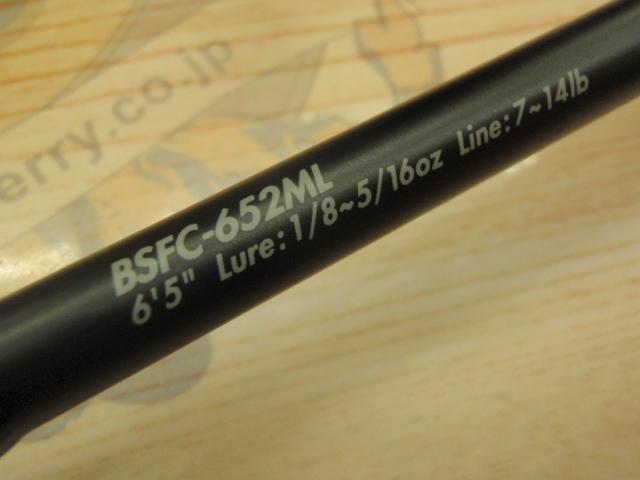 BSFC-652ML
6'5" Lure:1/8~5/16oz Line:7~14lb
erry.co.jp